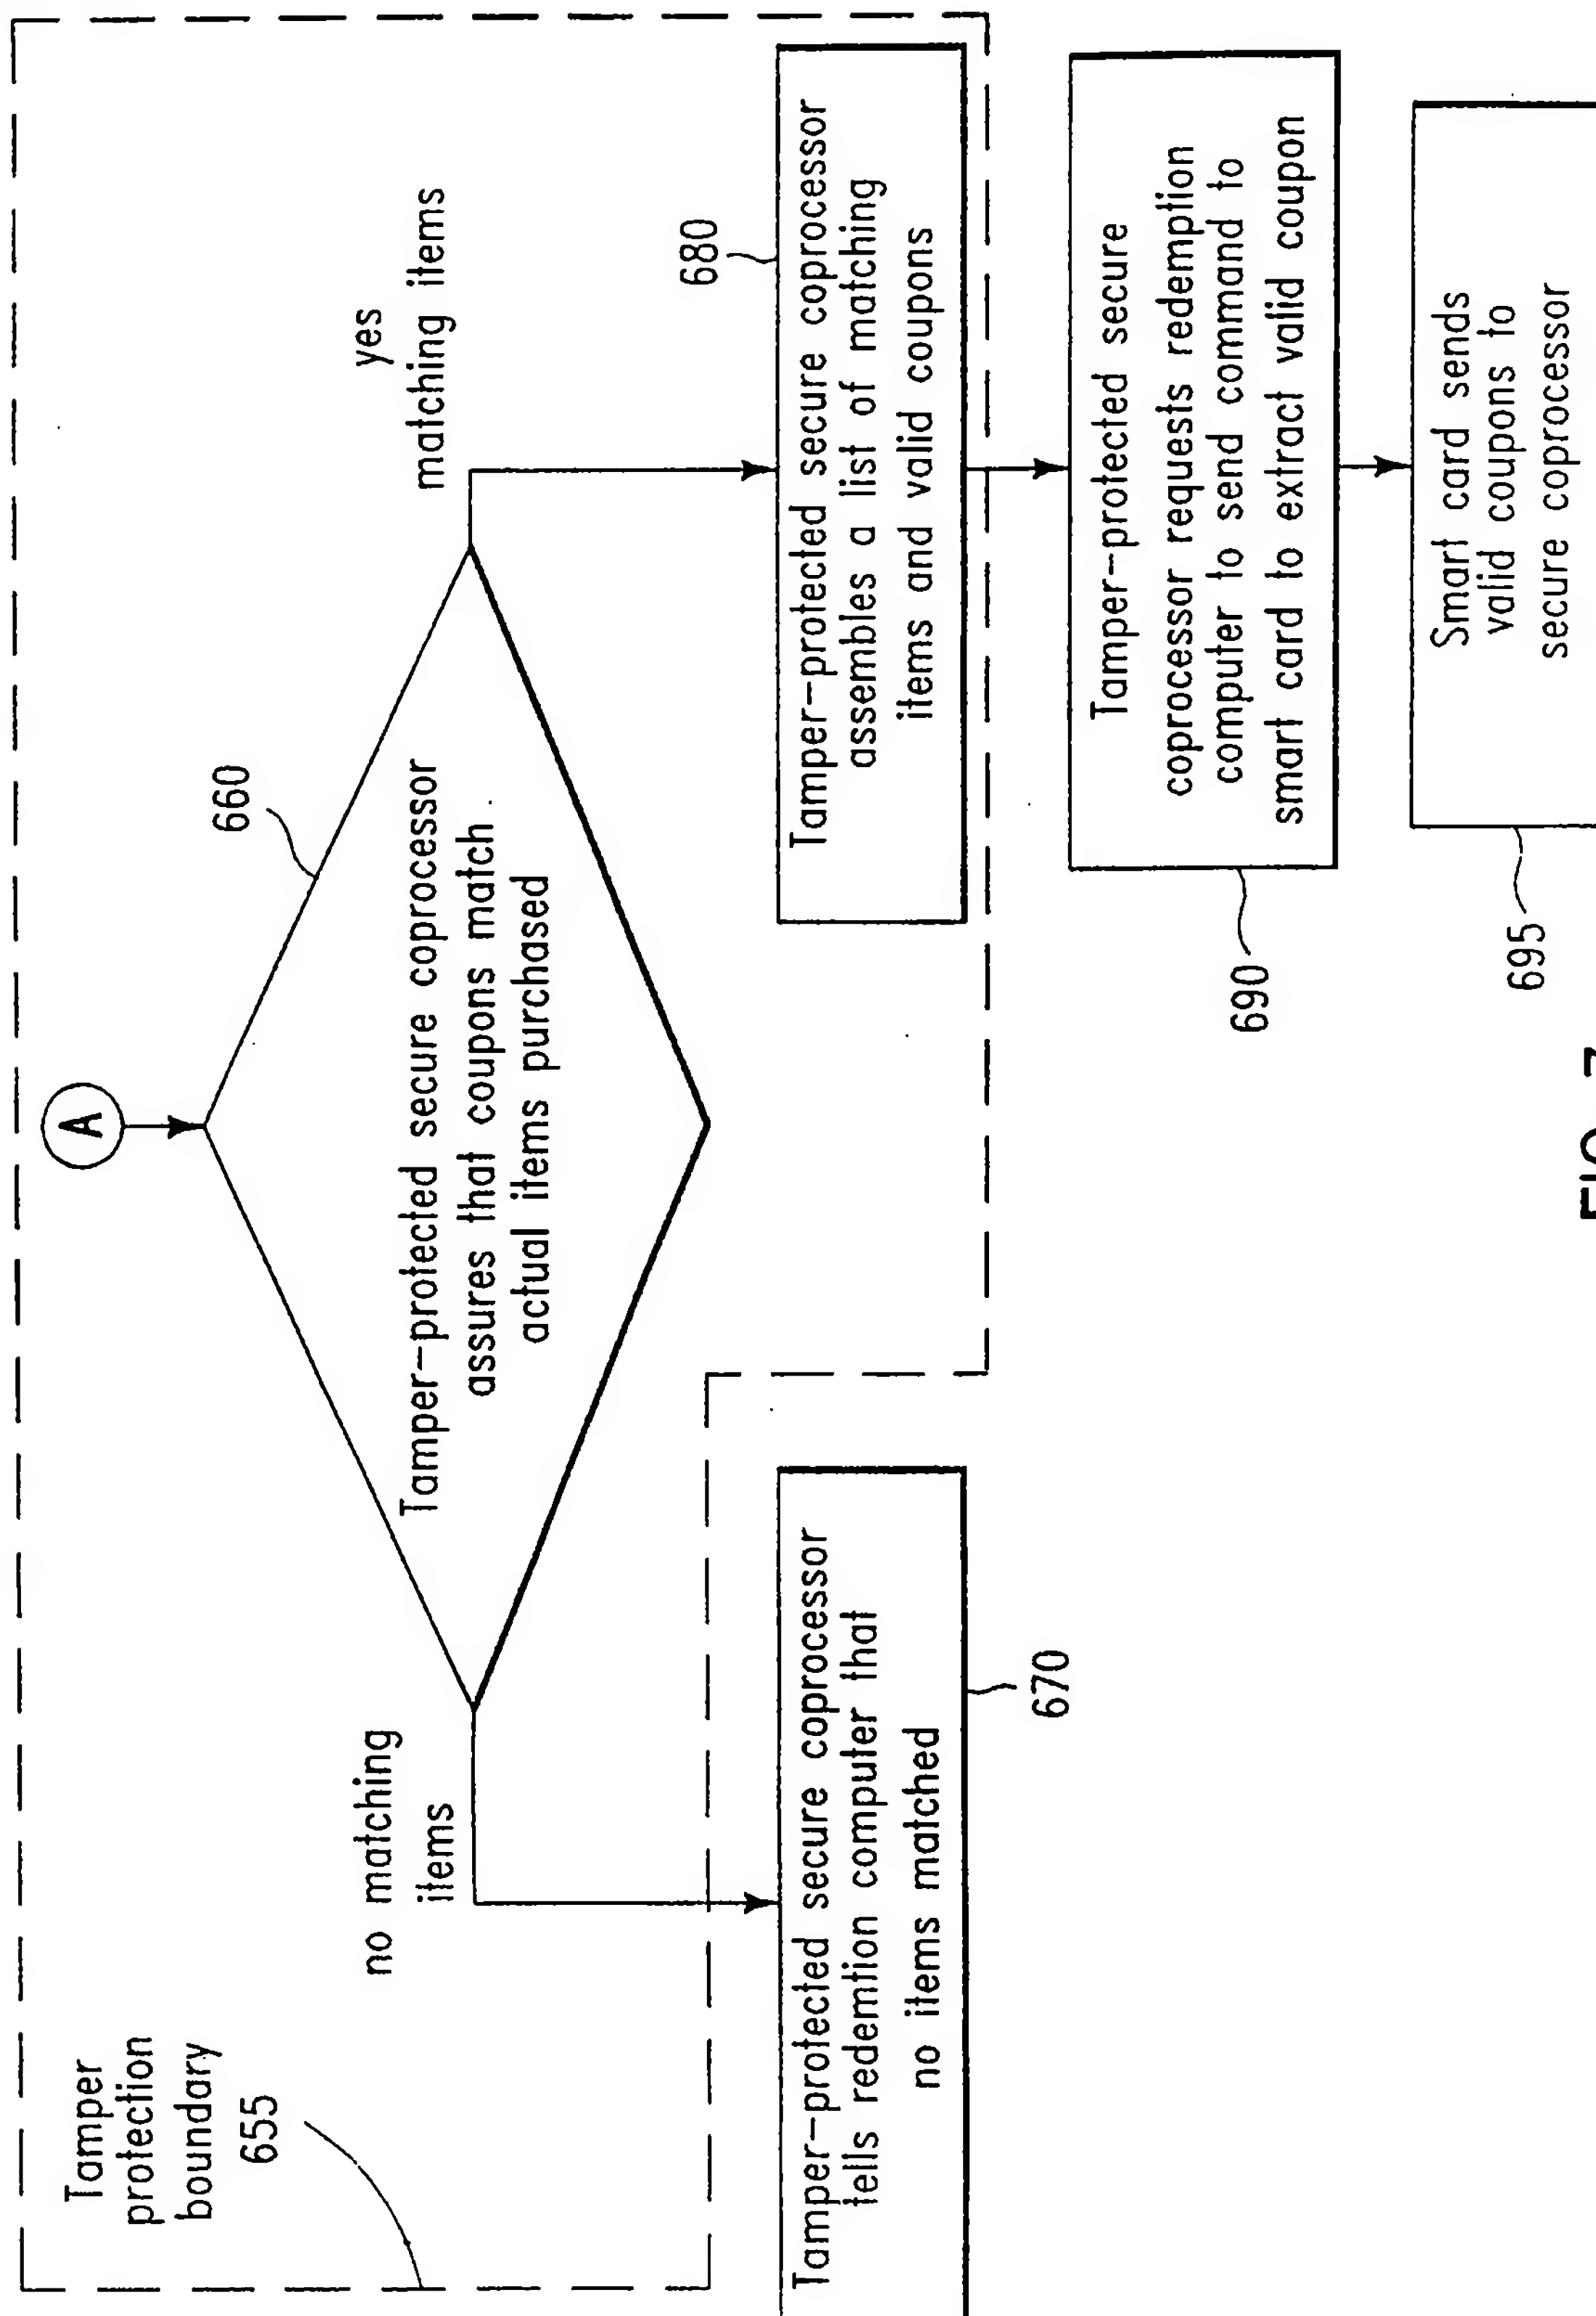 Tamper
protection
boundary
655
A
660
Tamper-protected secure coprocessor
assures that coupons match
actual items purchased
no matching
items
yes
matching items
Tamper-protected secure coprocessor
tells redemtion computer that
no items matched
670
680
Tamper-protected secure coprocessor
assembles a list of matching
items and valid coupons
690
Tamper-protected secure
coprocessor requests redemption
computer to send command to
smart card to extract valid coupon
695
Smart card sends
valid coupons to
secure coprocessor